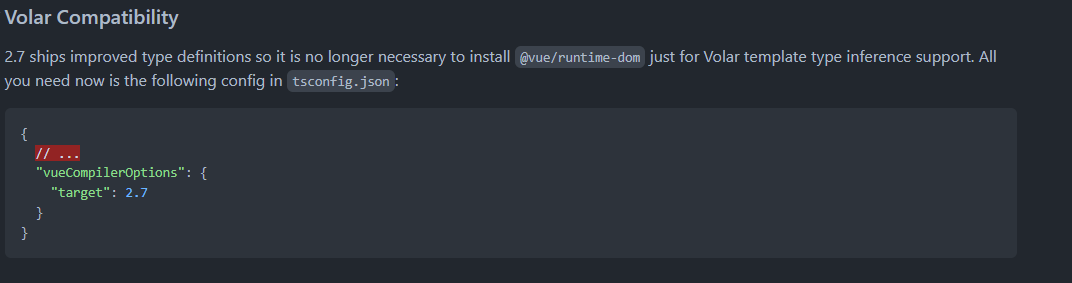 Volar Compatibility
2.7 ships improved type definitions so it is no longer necessary to install @vue/runtime-dom just for Volar template type inference support. All
you need now is the following config in tsconfig.json:
{
  // ...
  "vueCompilerOptions": {
    "target": 2.7
  }
}